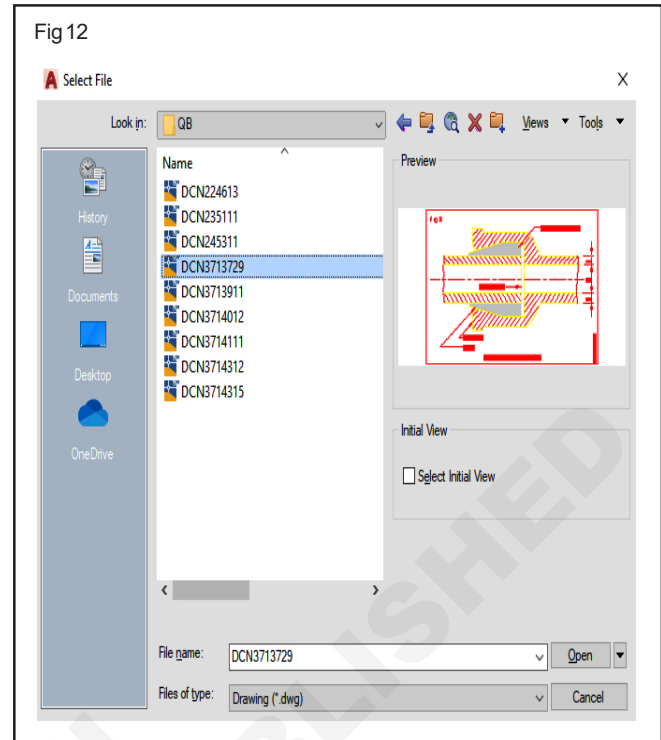 Fig 12
Select File
X
Look in: QB Views Tools
Name
Preview
DCN224613
DCN235111
DCN245311
DCN3713729
DCN3713911
DCN3714012
DCN3714111
DCN3714312
DCN3714315
History
Documents
Desktop
OneDrive
Initial View
Select Initial View
File name: DCN3713729 Open
Files of type: Drawing (*.dwg) Cancel